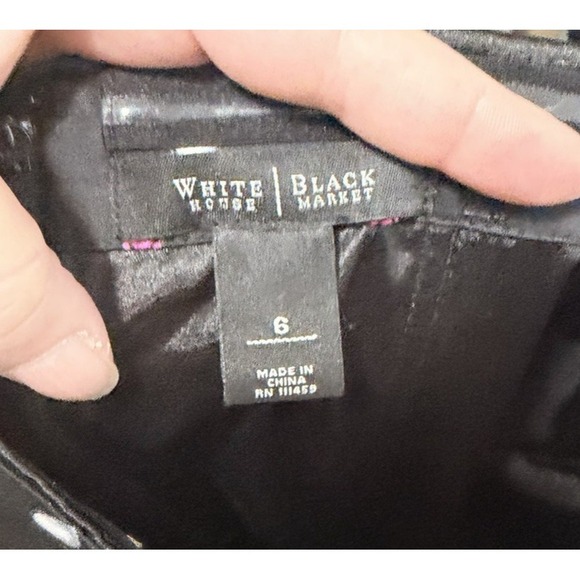 WHITE | BLACK
HOUSE | MARKET
6
MADE IN
CHINA
RN 111459